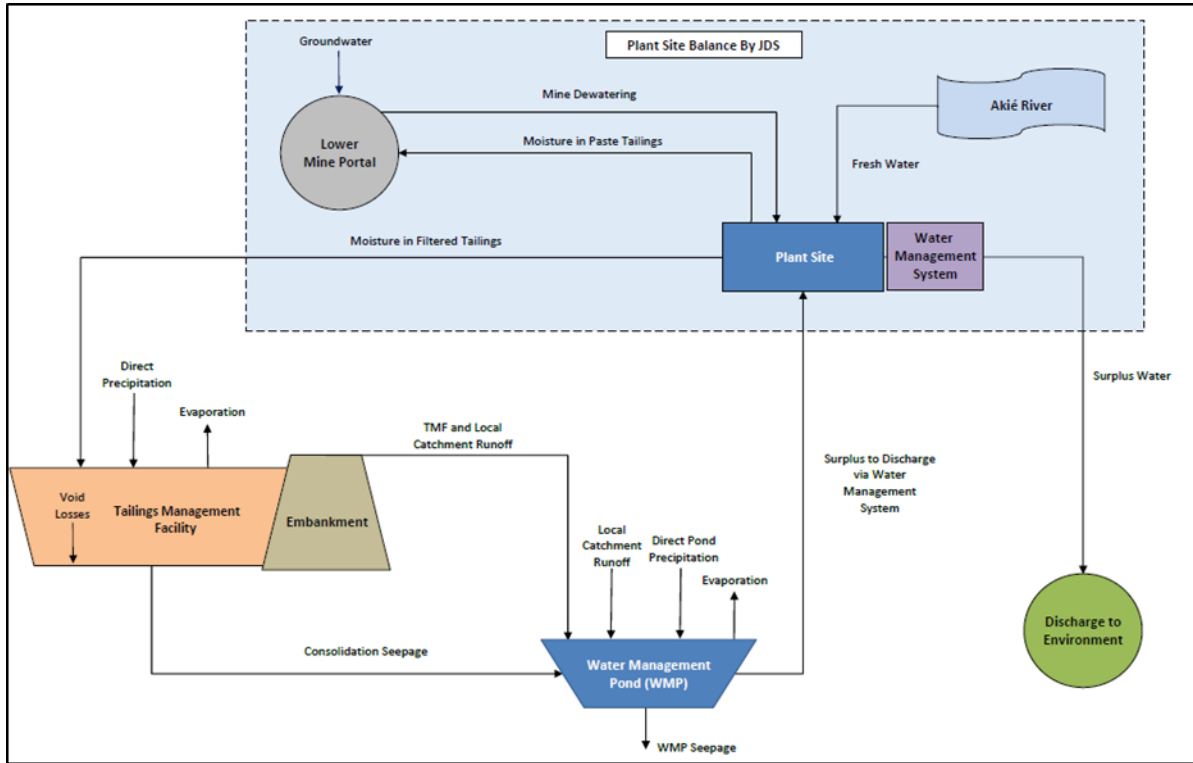 Groundwater
Plant Site Balance By JDS
Mine Dewatering
Akié River
Lower
Mine Portal
Moisture in Paste Tailings
Fresh Water
Moisture in Filtered Tailings
Plant Site
Water
Management
System
Direct
Precipitation
Evaporation
Surplus Water
TMF and Local
Catchment Runoff
Surplus to Discharge
via Water
Management
System
Void
Losses
Tailings Management
Facility
Embankment
Local
Catchment
Runoff
Direct Pond
Precipitation
Evaporation
Discharge to
Environment
Consolidation Seepage
Water Management
Pond (WMP)
WMP Seepage